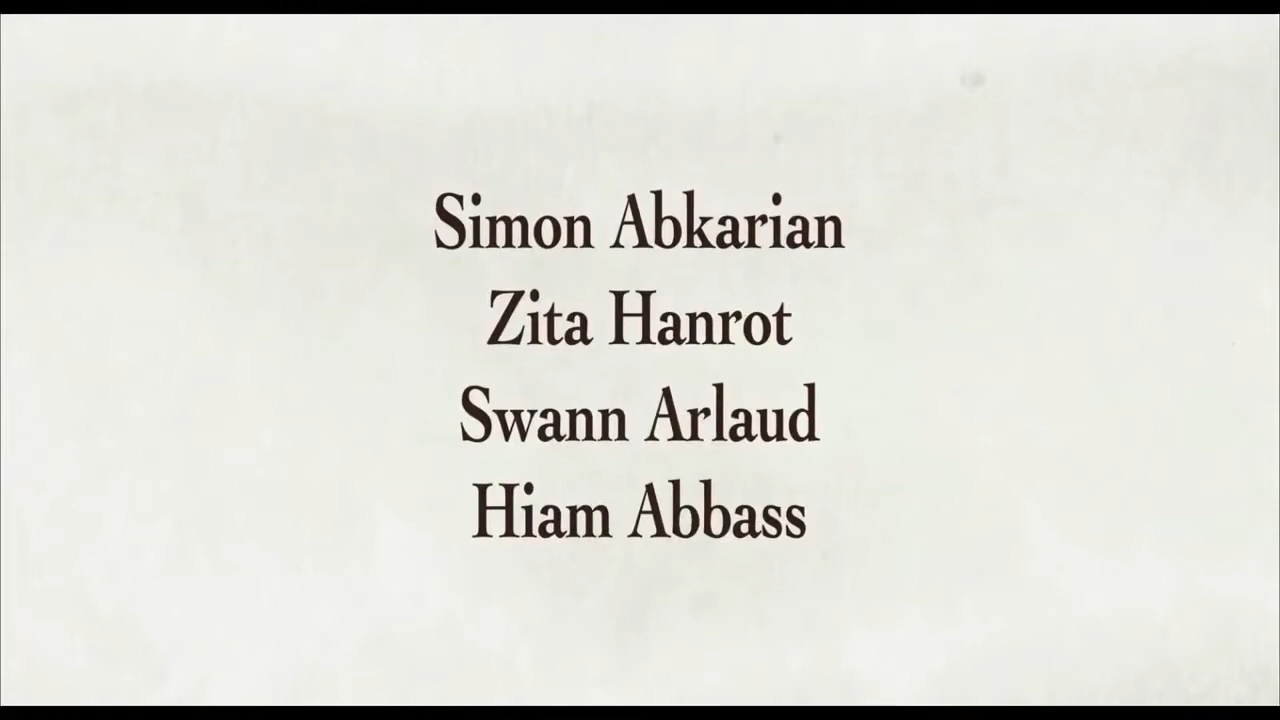 Simon Abkarian
Zita Hanrot
Swann Arlaud
Hiam Abbass